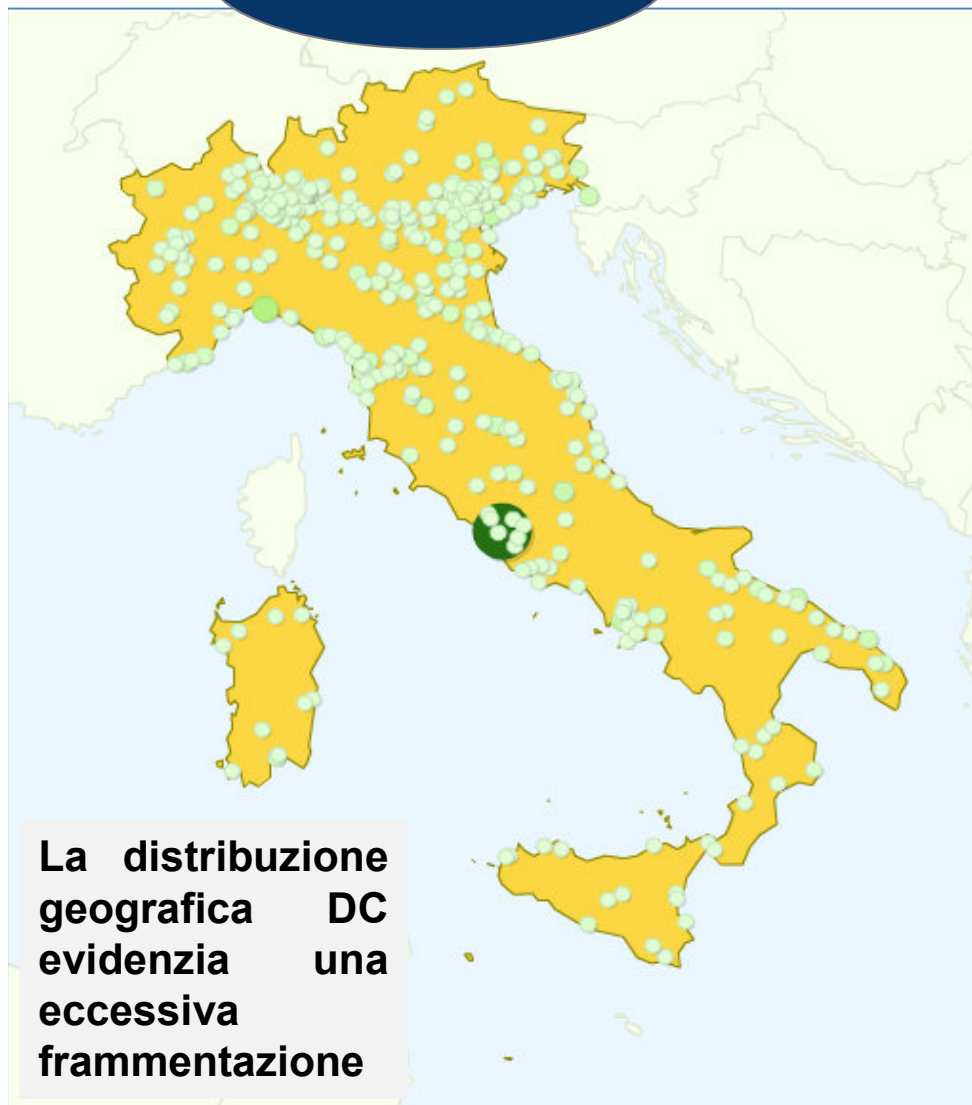 La distribuzione
geografica DC
evidenzia una
eccessiva
frammentazione